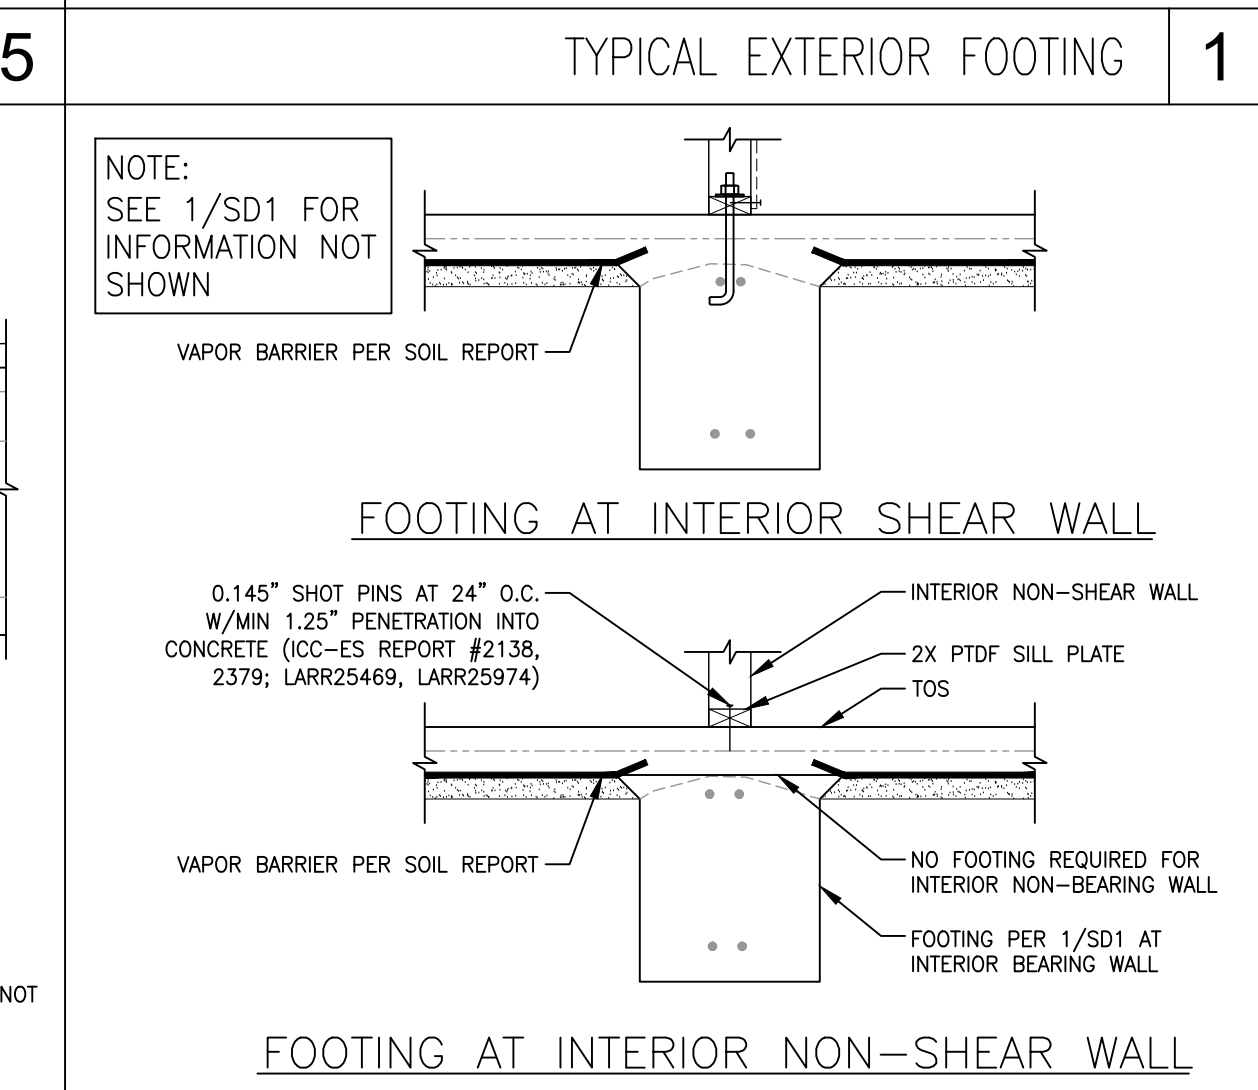 5
TYPICAL EXTERIOR FOOTING
1
NOTE:
SEE 1/SD1 FOR
INFORMATION NOT
SHOWN
VAPOR BARRIER PER SOIL REPORT
FOOTING AT INTERIOR SHEAR WALL
0.145" SHOT PINS AT 24" O.C.
W/MIN 1.25" PENETRATION INTO
CONCRETE (ICC-ES REPORT #2138,
2379; LARR25469, LARR25974)
INTERIOR NON-SHEAR WALL
2X PTDF SILL PLATE
TOS
VAPOR BARRIER PER SOIL REPORT
NO FOOTING REQUIRED FOR
INTERIOR NON-BEARING WALL
FOOTING PER 1/SD1 AT
INTERIOR BEARING WALL
NOT
FOOTING AT INTERIOR NON-SHEAR WALL